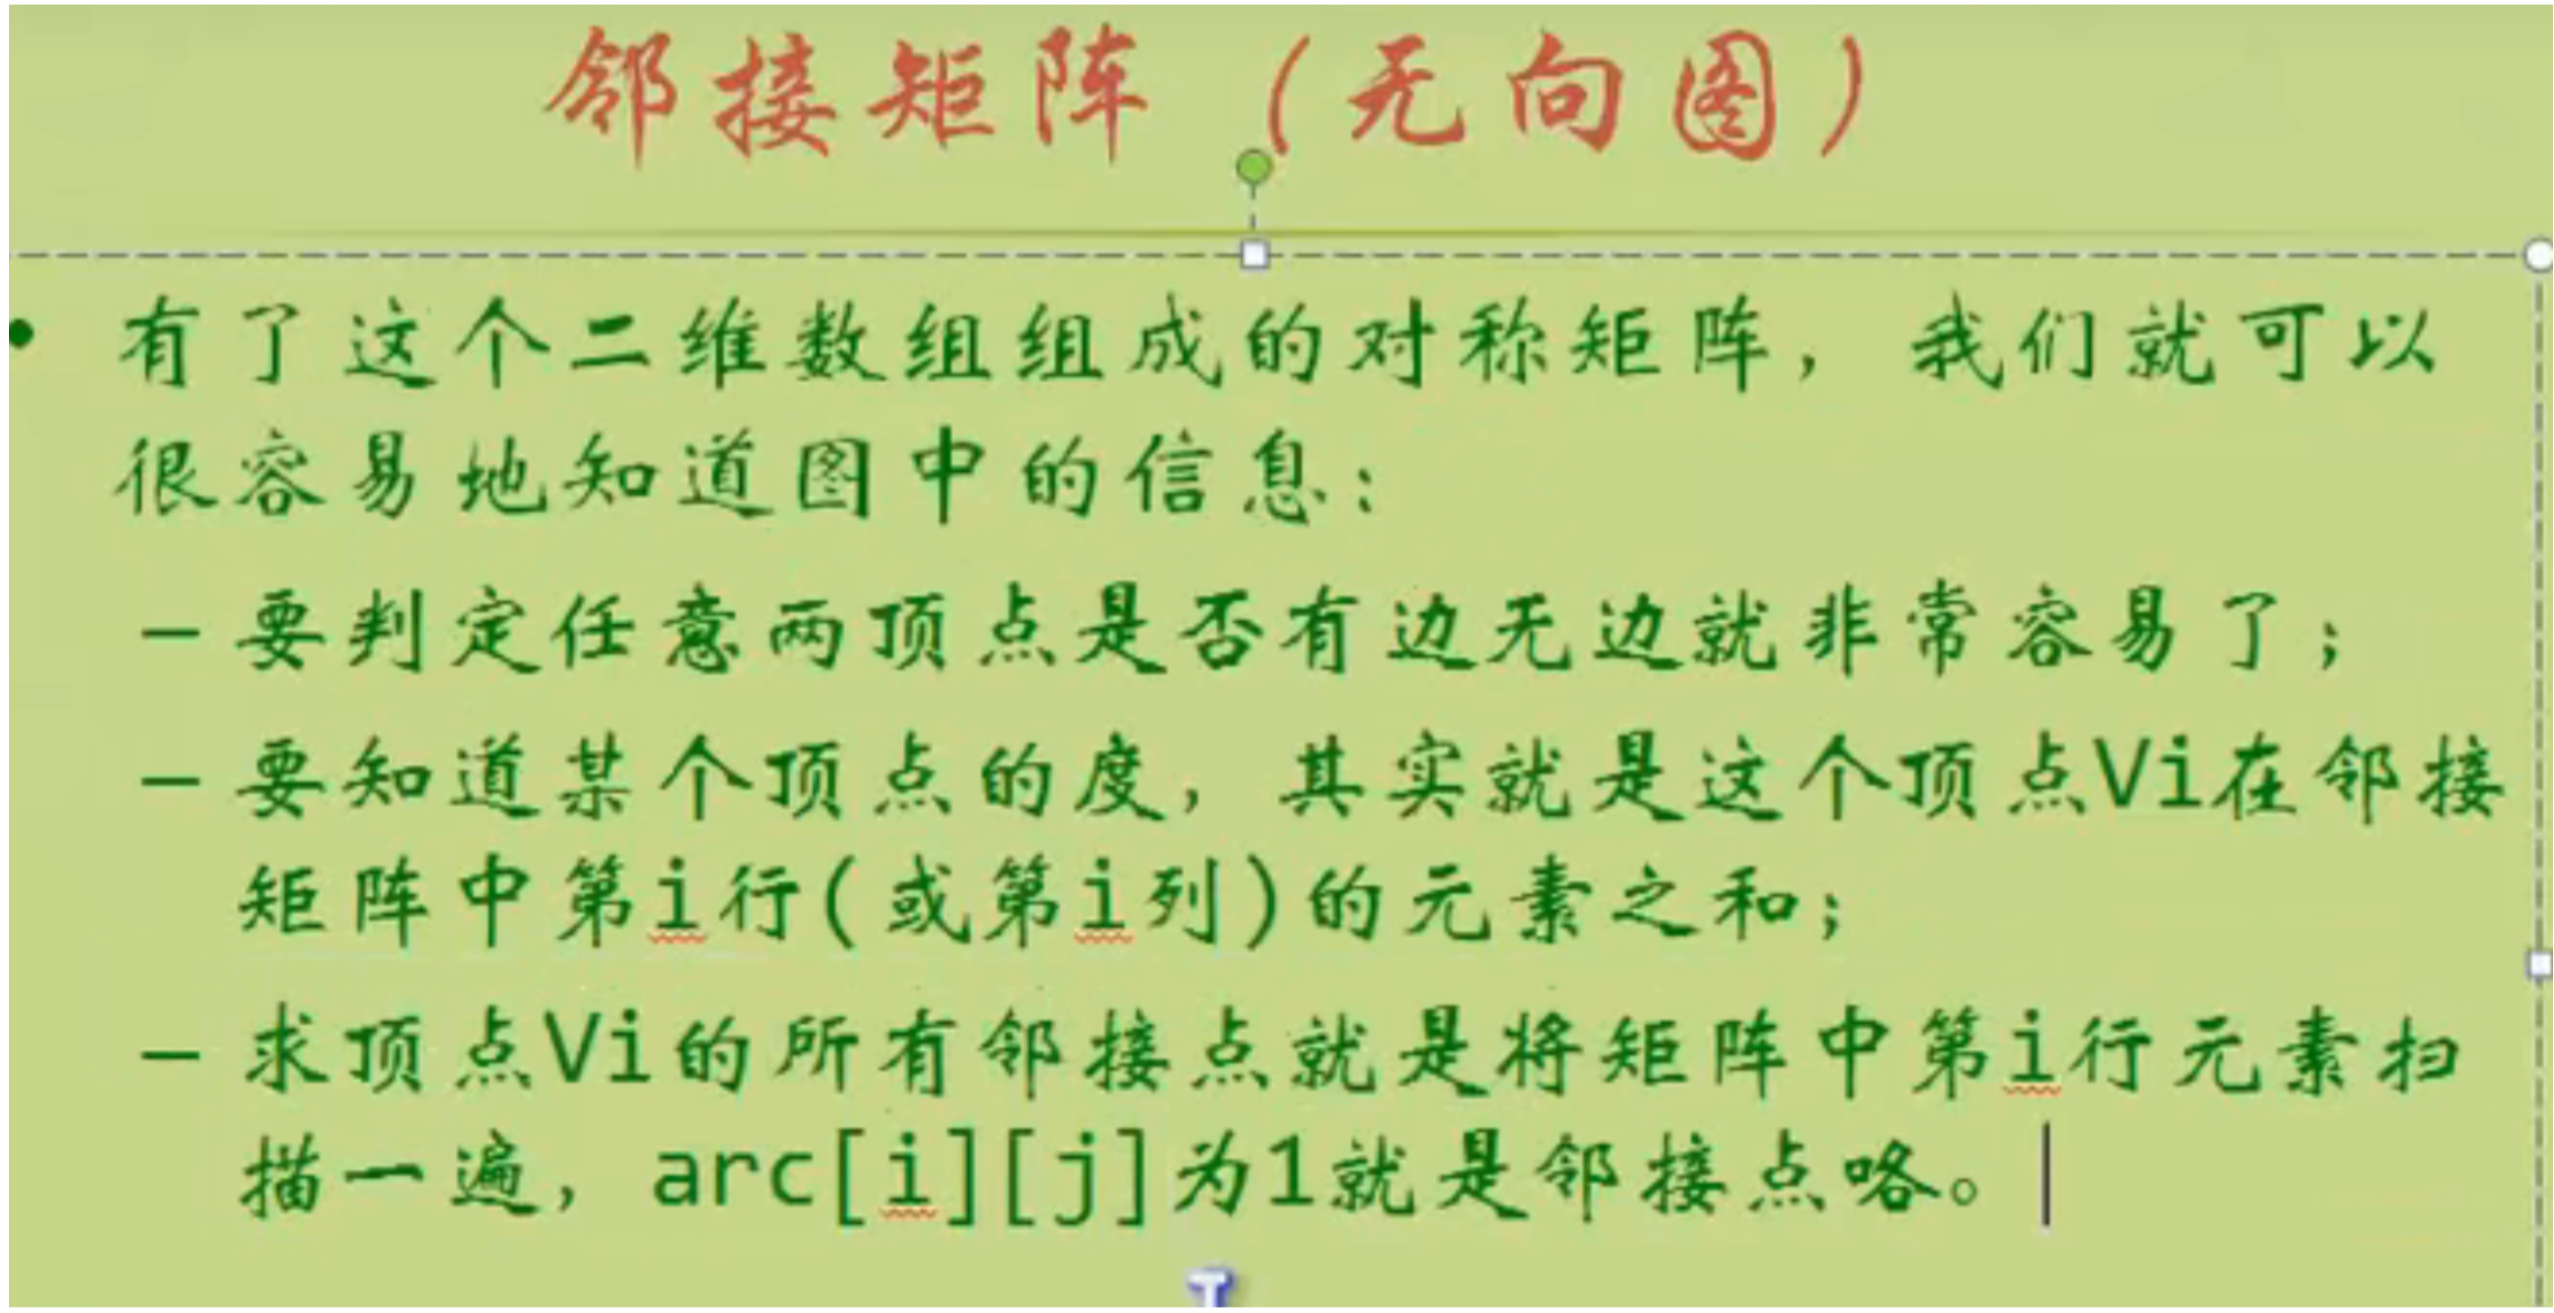 邻接矩阵（无向图）
• 有了这个二维数组组成的对称矩阵，我们就可以
很容易地知道图中的信息：
– 要判定任意两顶点是否有边无边就非常容易了；
– 要知道某个顶点的度，其实就是这个顶点Vi在邻接
矩阵中第i行(或第i列)的元素之和；
– 求顶点Vi的所有邻接点就是将矩阵中第i行元素扫
描一遍，arc[i][j]为1就是邻接点咯。